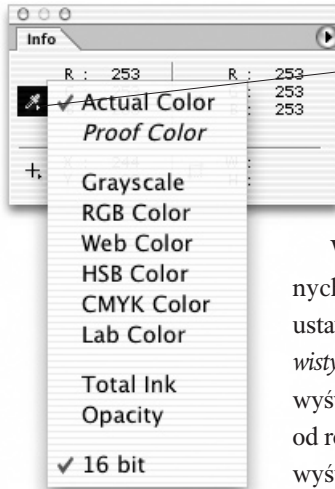 Info
R : 253 R : 253
253
253
✓ Actual Color
Proof Color
Grayscale
RGB Color
Web Color
HSB Color
CMYK Color
Lab Color
Total Ink
Opacity
✓ 16 bit
nych
usta
wisty
wyś
od r
wyś